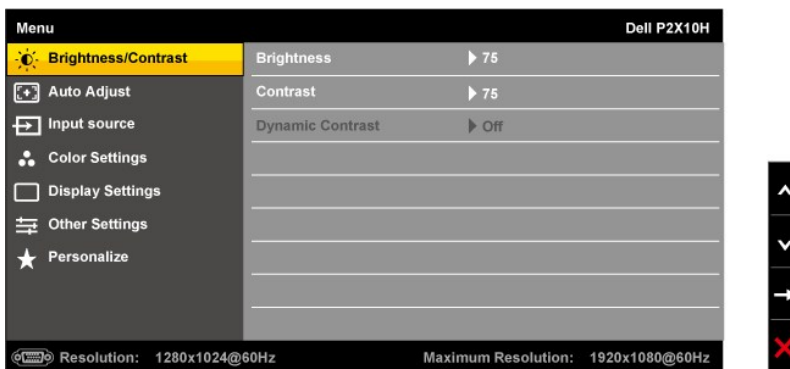 Menu Dell P2X10H
Brightness/Contrast Brightness 75
Auto Adjust Contrast 75
Input source Dynamic Contrast Off
Color Settings
Display Settings
Other Settings
Personalize
Resolution: 1280x1024@60Hz Maximum Resolution: 1920x1080@60Hz